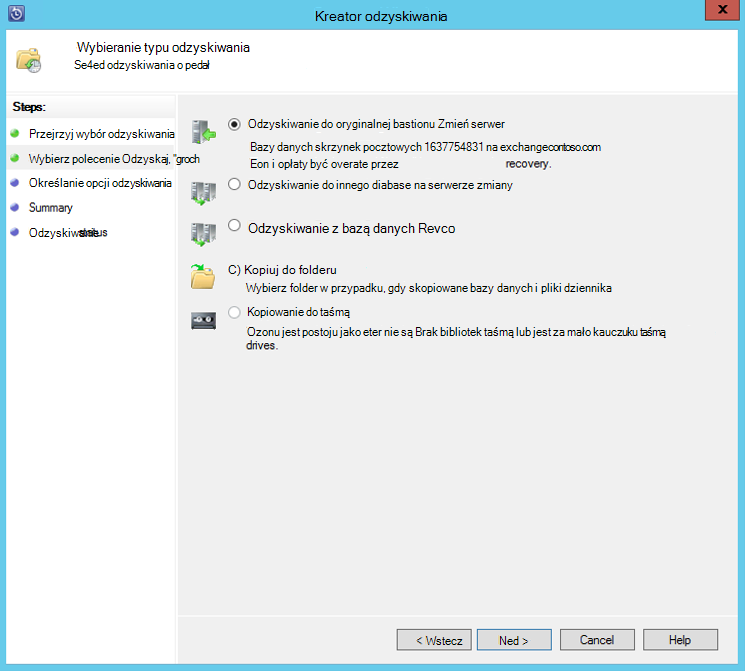 Kreator odzyskiwania
x
Wybieranie typu odzyskiwania
Se4ed odzyskiwania o pedał
Steps:
Przejrzyj wybór odzyskiwania
Wybierz polecenie Odzyskaj, "groch
Określanie opcji odzyskiwania
Summary
Odzyskiwanie status
Odzyskiwanie do oryginalnej bastionu Zmień serwer
Bazy danych skrzynek pocztowych 1637754831 na exchangecontoso.com
Eon i opłaty być overate przez recovery.
Odzyskiwanie do innego diabase na serwerze zmiany
Odzyskiwanie z bazą danych Revco
C) Kopiuj do folderu
Wybierz folder w przypadku, gdy skopiowane bazy danych i pliki dziennika
Kopiowanie do taśmą
Ozonu jest postoju jako eter nie są Brak bibliotek taśmą lub jest za mało kauczuku taśmą
drives.
< Wstecz
Ned >
Cancel
Help